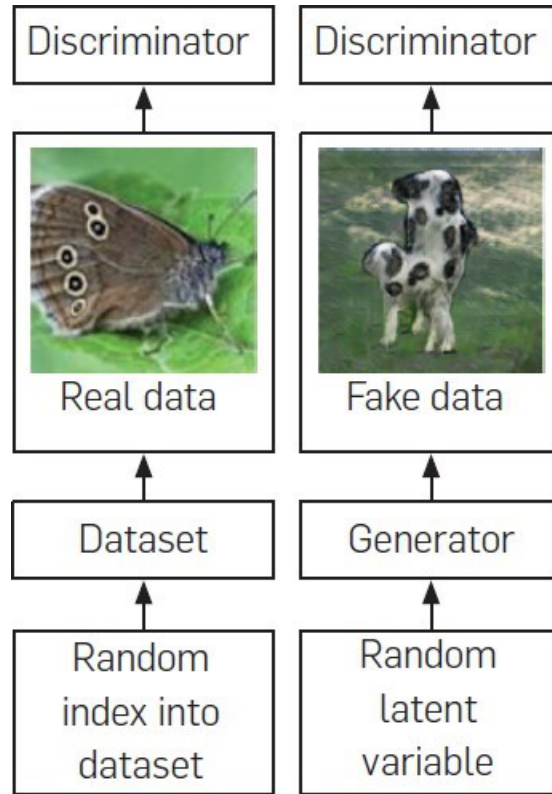 Discriminator
Discriminator
Real data
Fake data
Dataset
Generator
Random
index into
dataset
Random
latent
variable